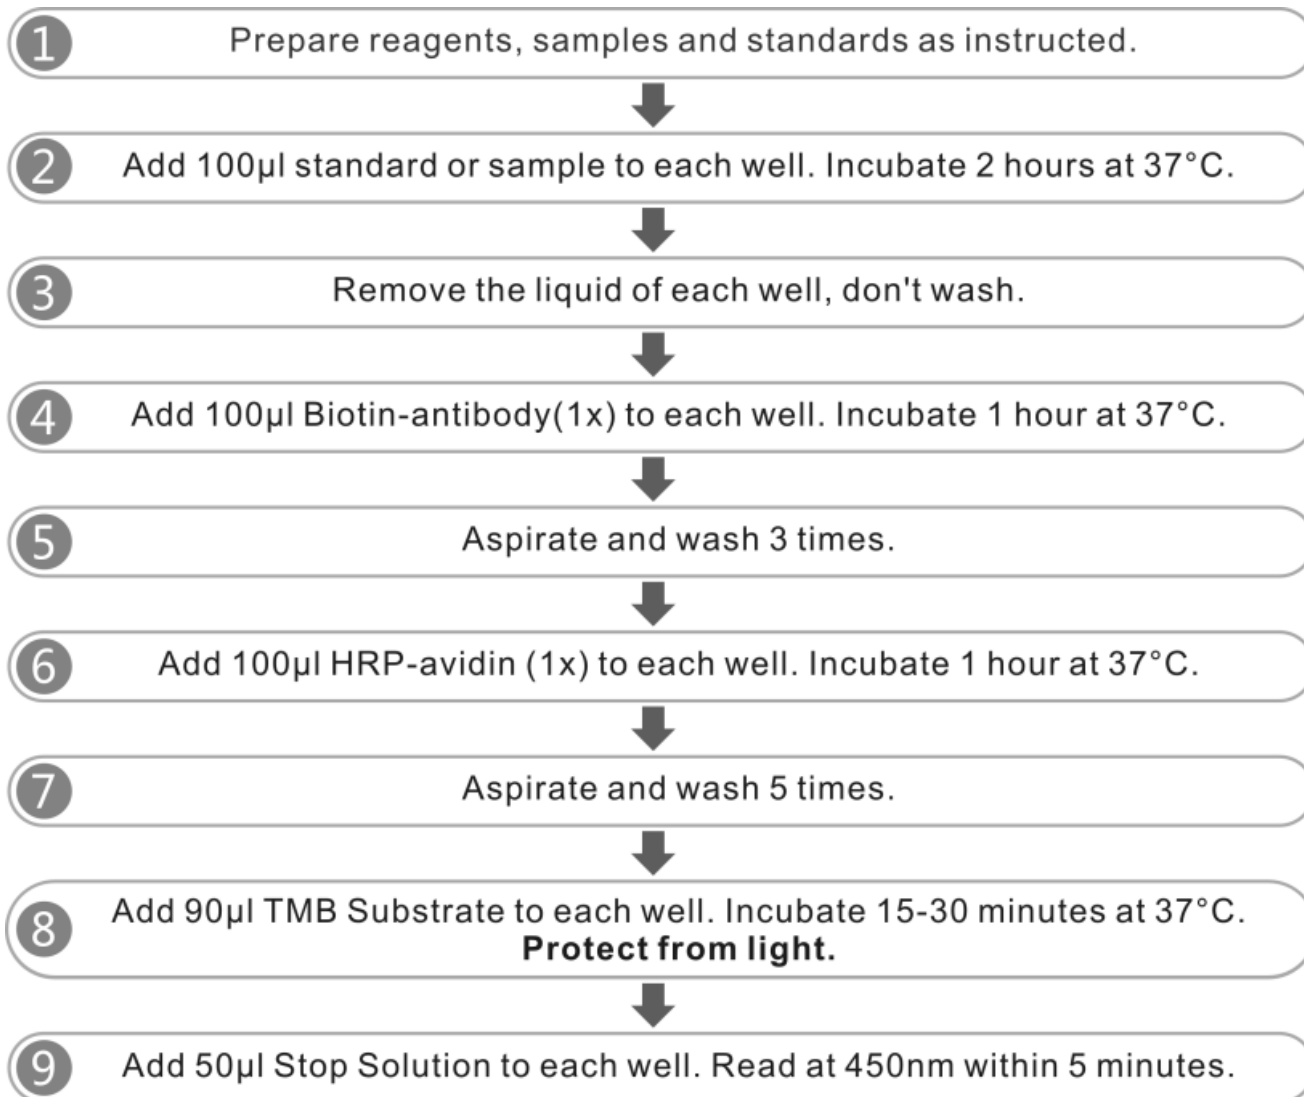 1 Prepare reagents, samples and standards as instructed.
2 Add 100µl standard or sample to each well. Incubate 2 hours at 37°C.
3 Remove the liquid of each well, don't wash.
4 Add 100µl Biotin-antibody(1x) to each well. Incubate 1 hour at 37°C.
5 Aspirate and wash 3 times.
6 Add 100µl HRP-avidin (1x) to each well. Incubate 1 hour at 37°C.
7 Aspirate and wash 5 times.
8 Add 90µl TMB Substrate to each well. Incubate 15-30 minutes at 37°C.
Protect from light.
9 Add 50µl Stop Solution to each well. Read at 450nm within 5 minutes.